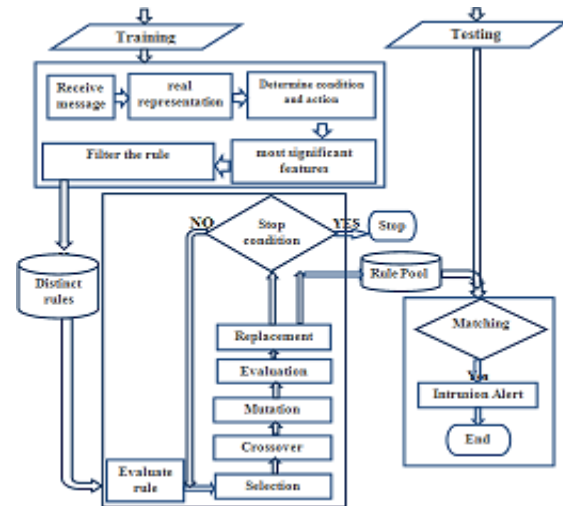 Training
Testing
Receive
message
real
representation
Determine condition
and action
Filter the rule
most significant
features
NO
Stop
condition
YES
Stop
Distinct
rules
Rule Pool
Replacement
Matching
Evaluation
Yes
Mutation
Intrusion Alert
Crossover
End
Evaluate
rule
Selection